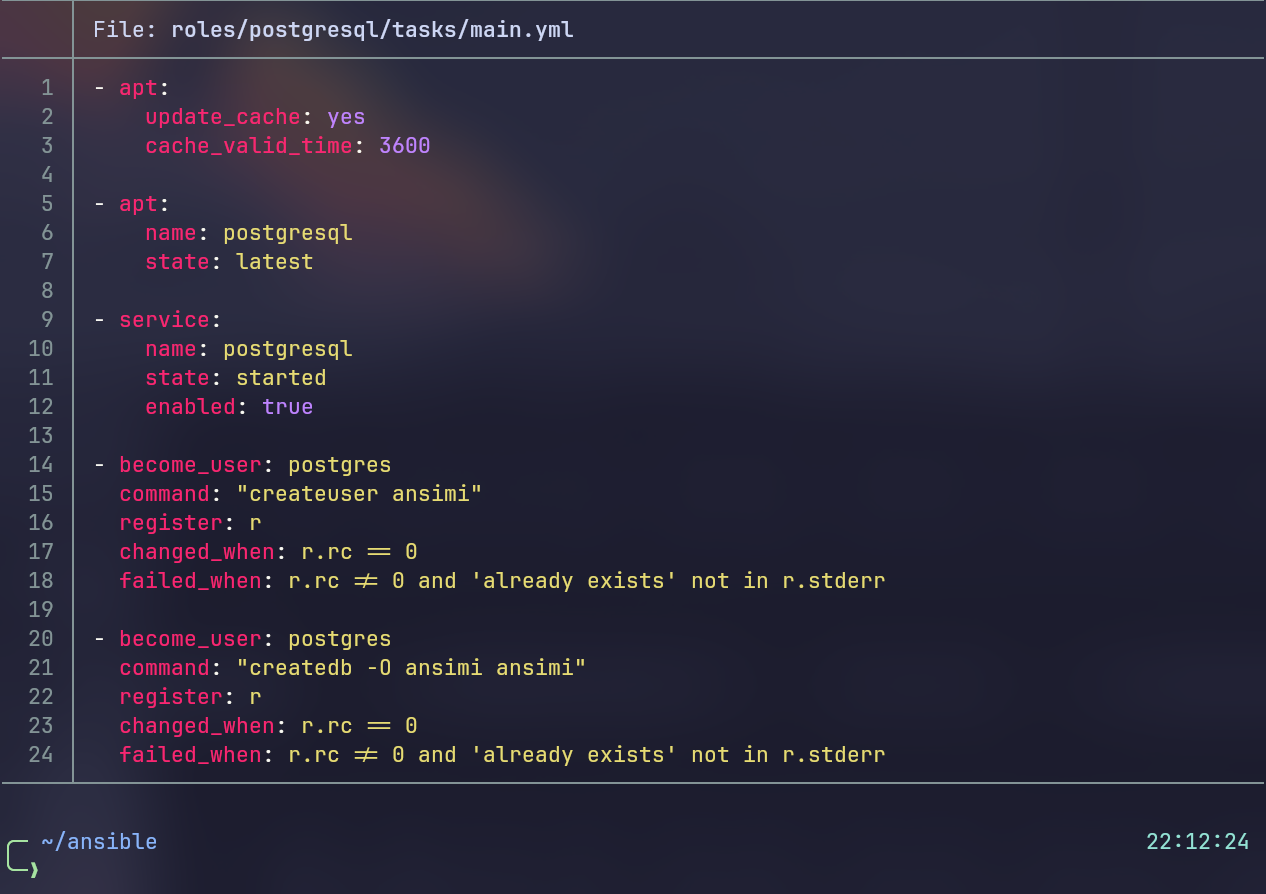 File: roles/postgresql/tasks/main.yml
1 - apt:
2     update_cache: yes
3     cache_valid_time: 3600
4
5 - apt:
6     name: postgresql
7     state: latest
8
9 - service:
10     name: postgresql
11     state: started
12     enabled: true
13
14 - become_user: postgres
15   command: "createuser ansimi"
16   register: r
17   changed_when: r.rc == 0
18   failed_when: r.rc != 0 and 'already exists' not in r.stderr
19
20 - become_user: postgres
21   command: "createdb -O ansimi ansimi"
22   register: r
23   changed_when: r.rc == 0
24   failed_when: r.rc != 0 and 'already exists' not in r.stderr
~/ansible 22:12:24